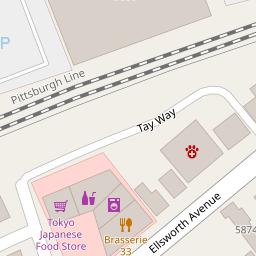 P
Pittsburgh Line
Tay Way
Tokyo
Japanese
Food Store
Brasserie
33
Ellsworth Avenue
5874